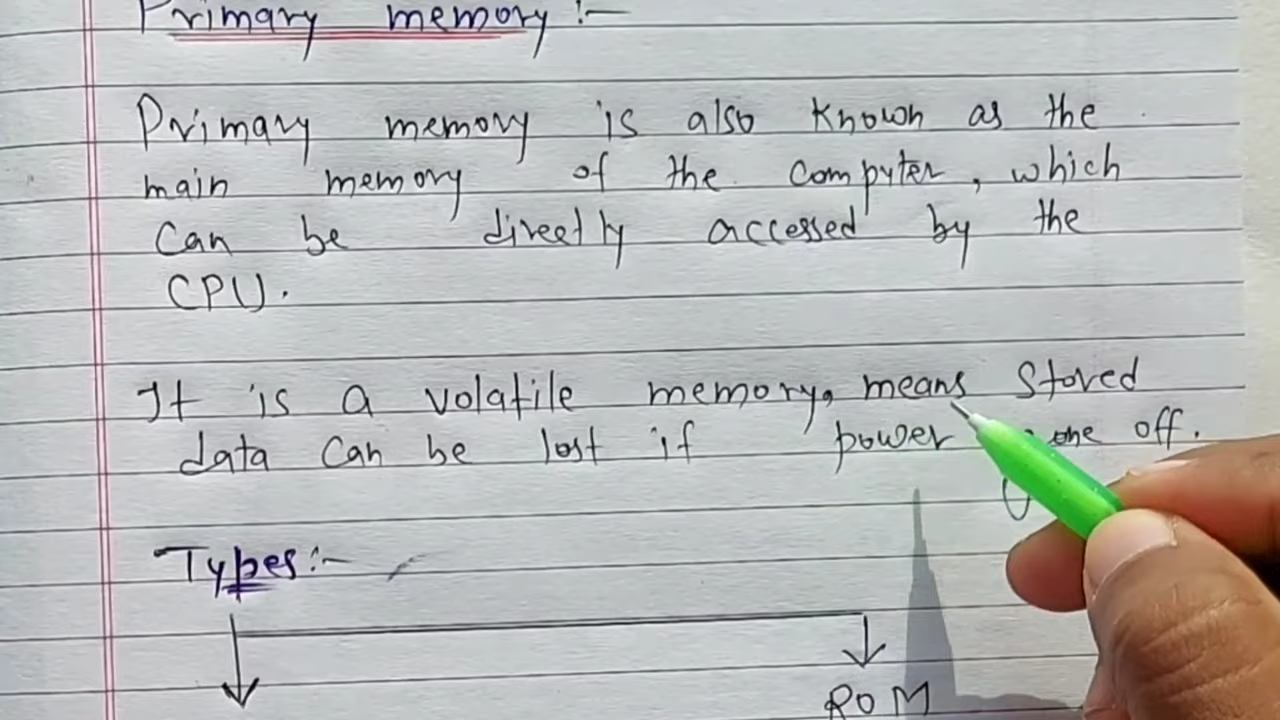 Primary memory :-
Primary memory is also known as the
main memory of the computer, which
can be directly accessed by the
CPU.
It is a volatile memory, means stored
data can be lost if power off.
Types:-
ROM